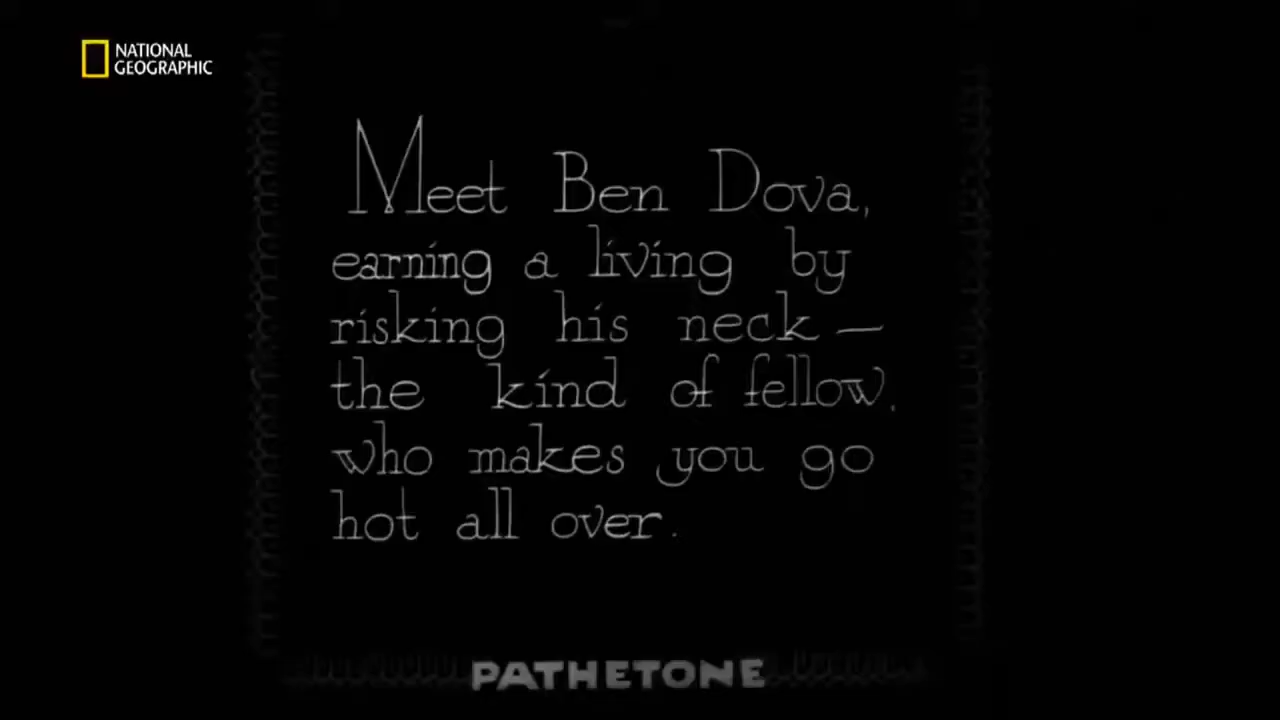 NATIONAL
GEOGRAPHIC
Meet Ben Dova,
earning a living by
risking his neck —
the kind of fellow,
who makes you go
hot all over.
PATHETONE